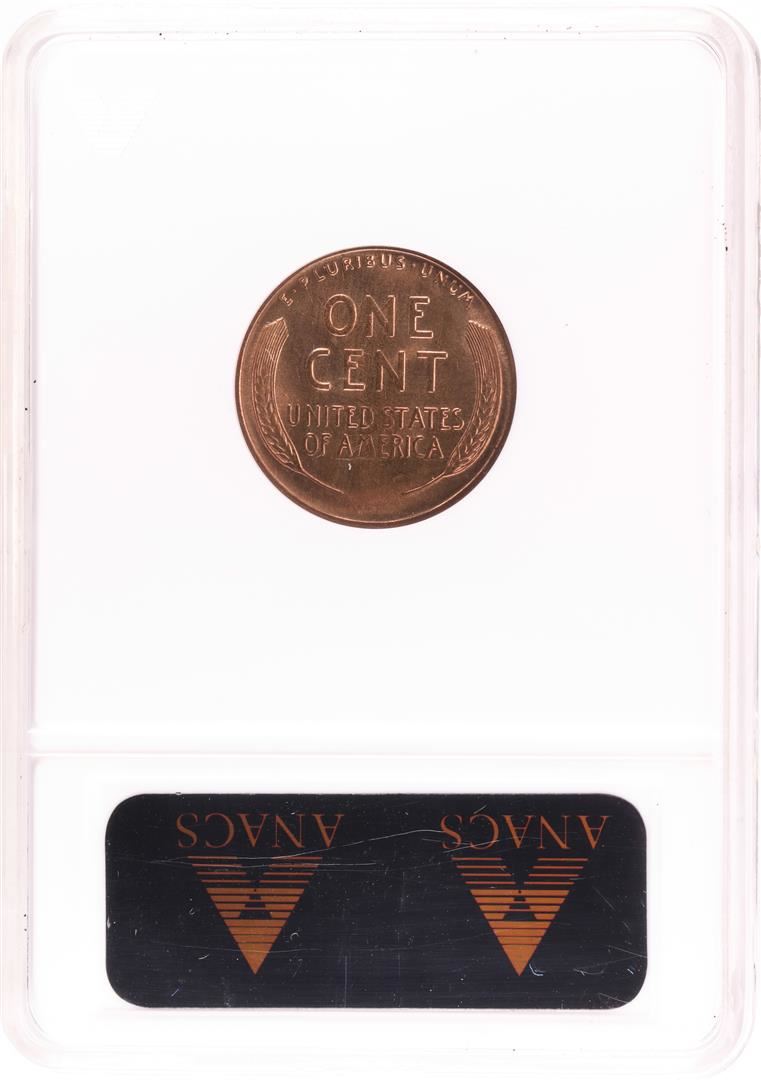 E · PLURIBUS · UNUM
ONE
CENT
UNITED STATES
OF AMERICA
ANACS ANACS